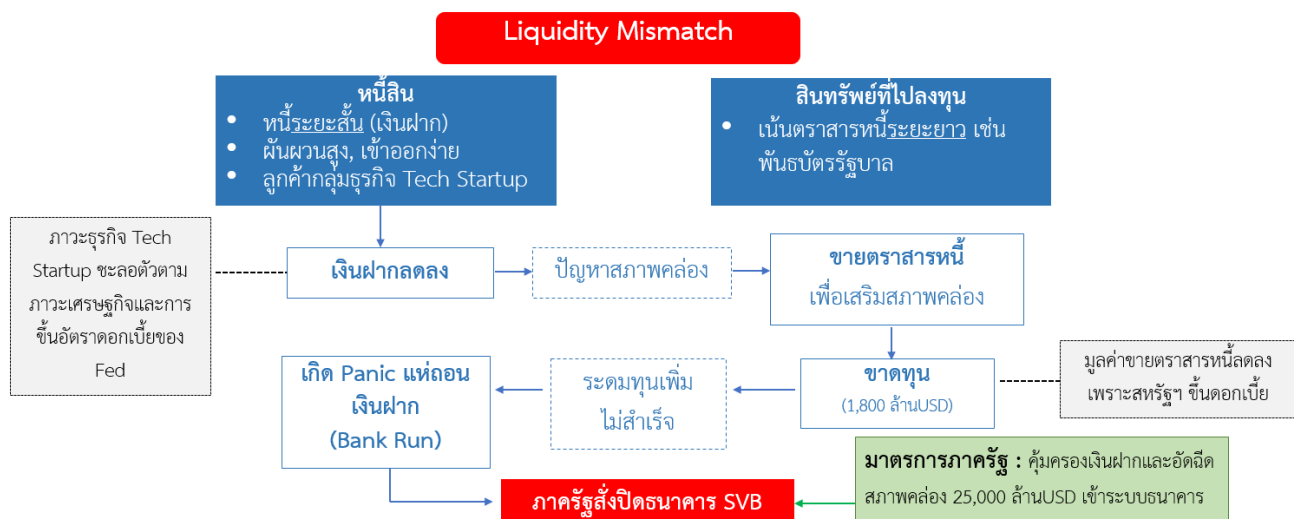 Liquidity Mismatch
หนี้สิน
• หนี้ระยะสั้น (เงินฝาก)
• ผันผวนสูง, เข้าออกง่าย
• ลูกค้ากลุ่มธุรกิจ Tech Startup
สินทรัพย์ที่ไปลงทุน
• เน้นตราสารหนี้ระยะยาว เช่น
พันธบัตรรัฐบาล
ภาวะธุรกิจ Tech
Startup ชะลอตัวตาม
ภาวะเศรษฐกิจและการ
ขึ้นอัตราดอกเบี้ยของ
Fed
เงินฝากลดลง
ปัญหาสภาพคล่อง
ขายตราสารหนี้
เพื่อเสริมสภาพคล่อง
เกิด Panic แห่ถอน
เงินฝาก
(Bank Run)
ระดมทุนเพิ่ม
ไม่สำเร็จ
ขาดทุน
(1,800 ล้านUSD)
มูลค่าขายตราสารหนี้ลดลง
เพราะสหรัฐฯ ขึ้นดอกเบี้ย
ภาครัฐสั่งปิดธนาคาร SVB
มาตรการภาครัฐ : คุ้มครองเงินฝากและอัดฉีด
สภาพคล่อง 25,000 ล้านUSD เข้าระบบธนาคาร